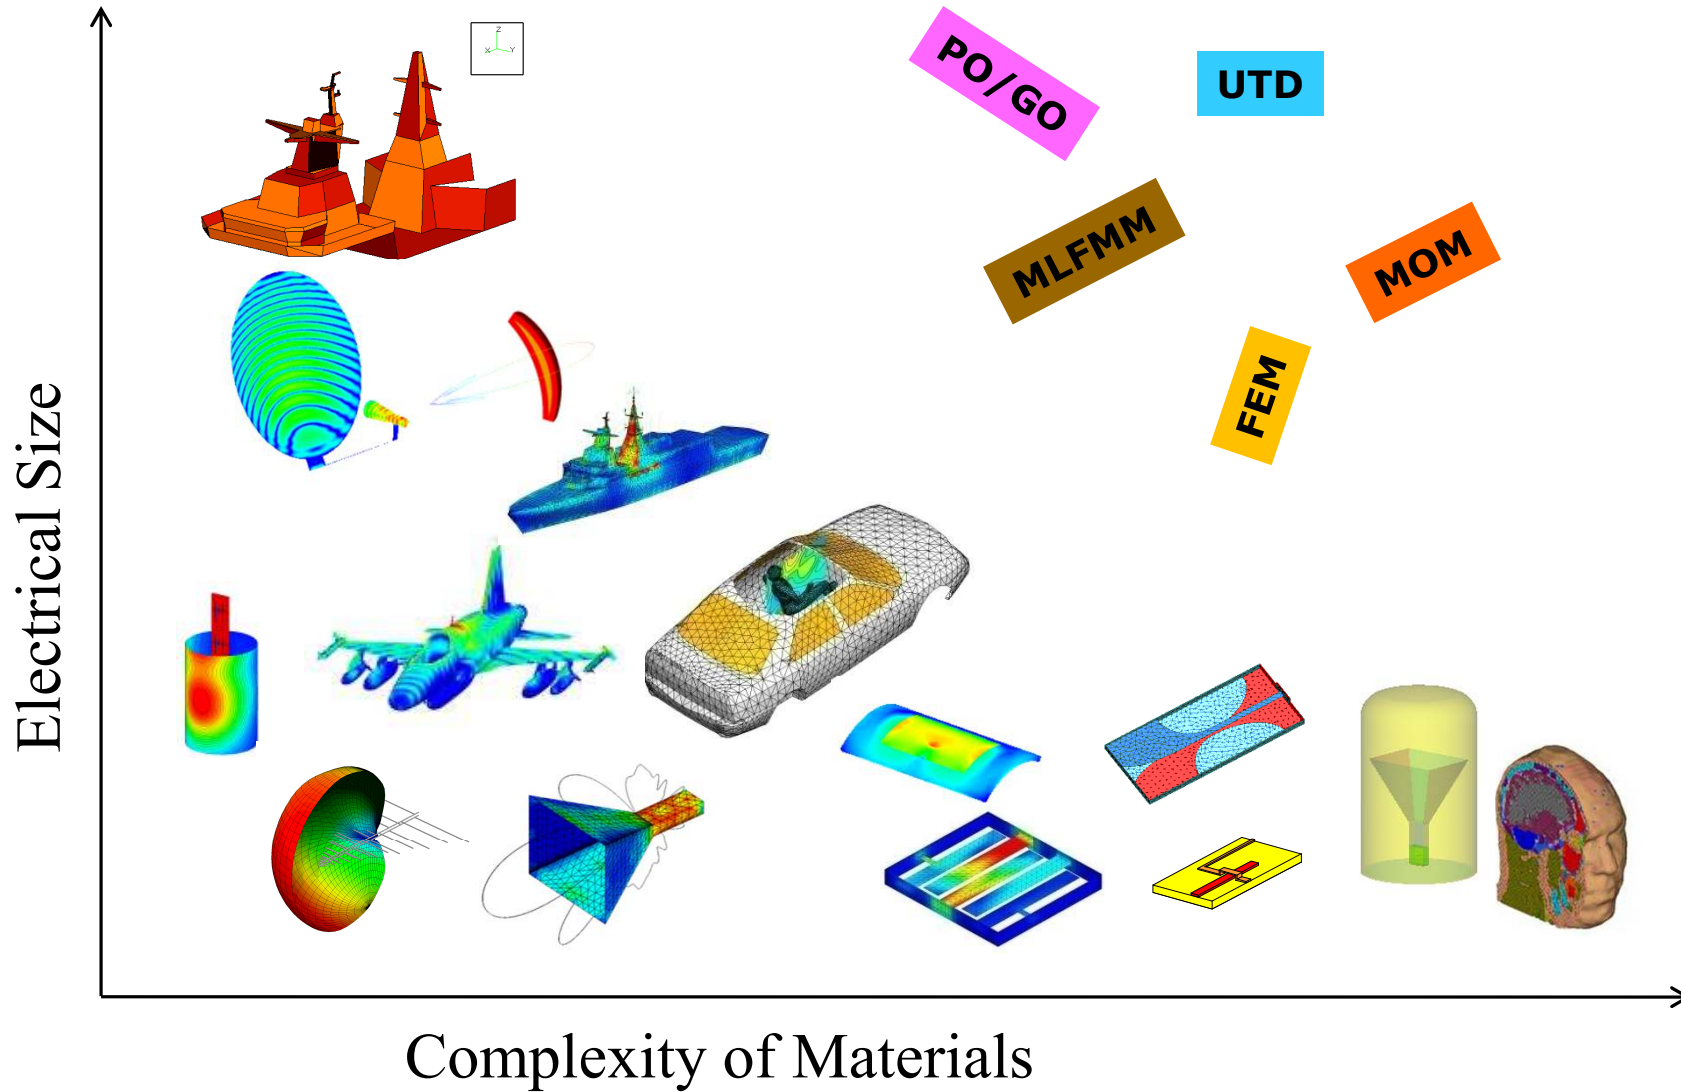 Z
X
Y
PO/GO
UTD
MLFMM
MOM
FEM
Electrical Size
Complexity of Materials